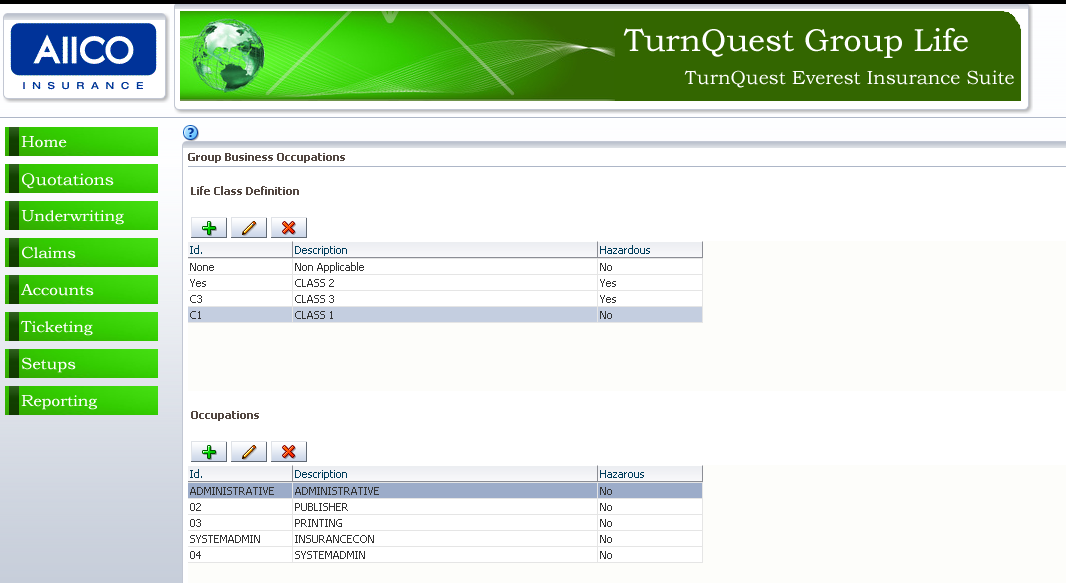 AIICO
INSURANCE
TurnQuest Group Life
TurnQuest Everest Insurance Suite
Home
Quotations
Underwriting
Claims
Accounts
Ticketing
Setups
Reporting
?
Group Business Occupations
Life Class Definition
Id. Description Hazardous
None Non Applicable No
Yes CLASS 2 Yes
C3 CLASS 3 Yes
C1 CLASS 1 No
Occupations
Id. Description Hazarous
ADMINISTRATIVE ADMINISTRATIVE No
02 PUBLISHER No
03 PRINTING No
SYSTEMADMIN INSURANCECON No
04 SYSTEMADMIN No